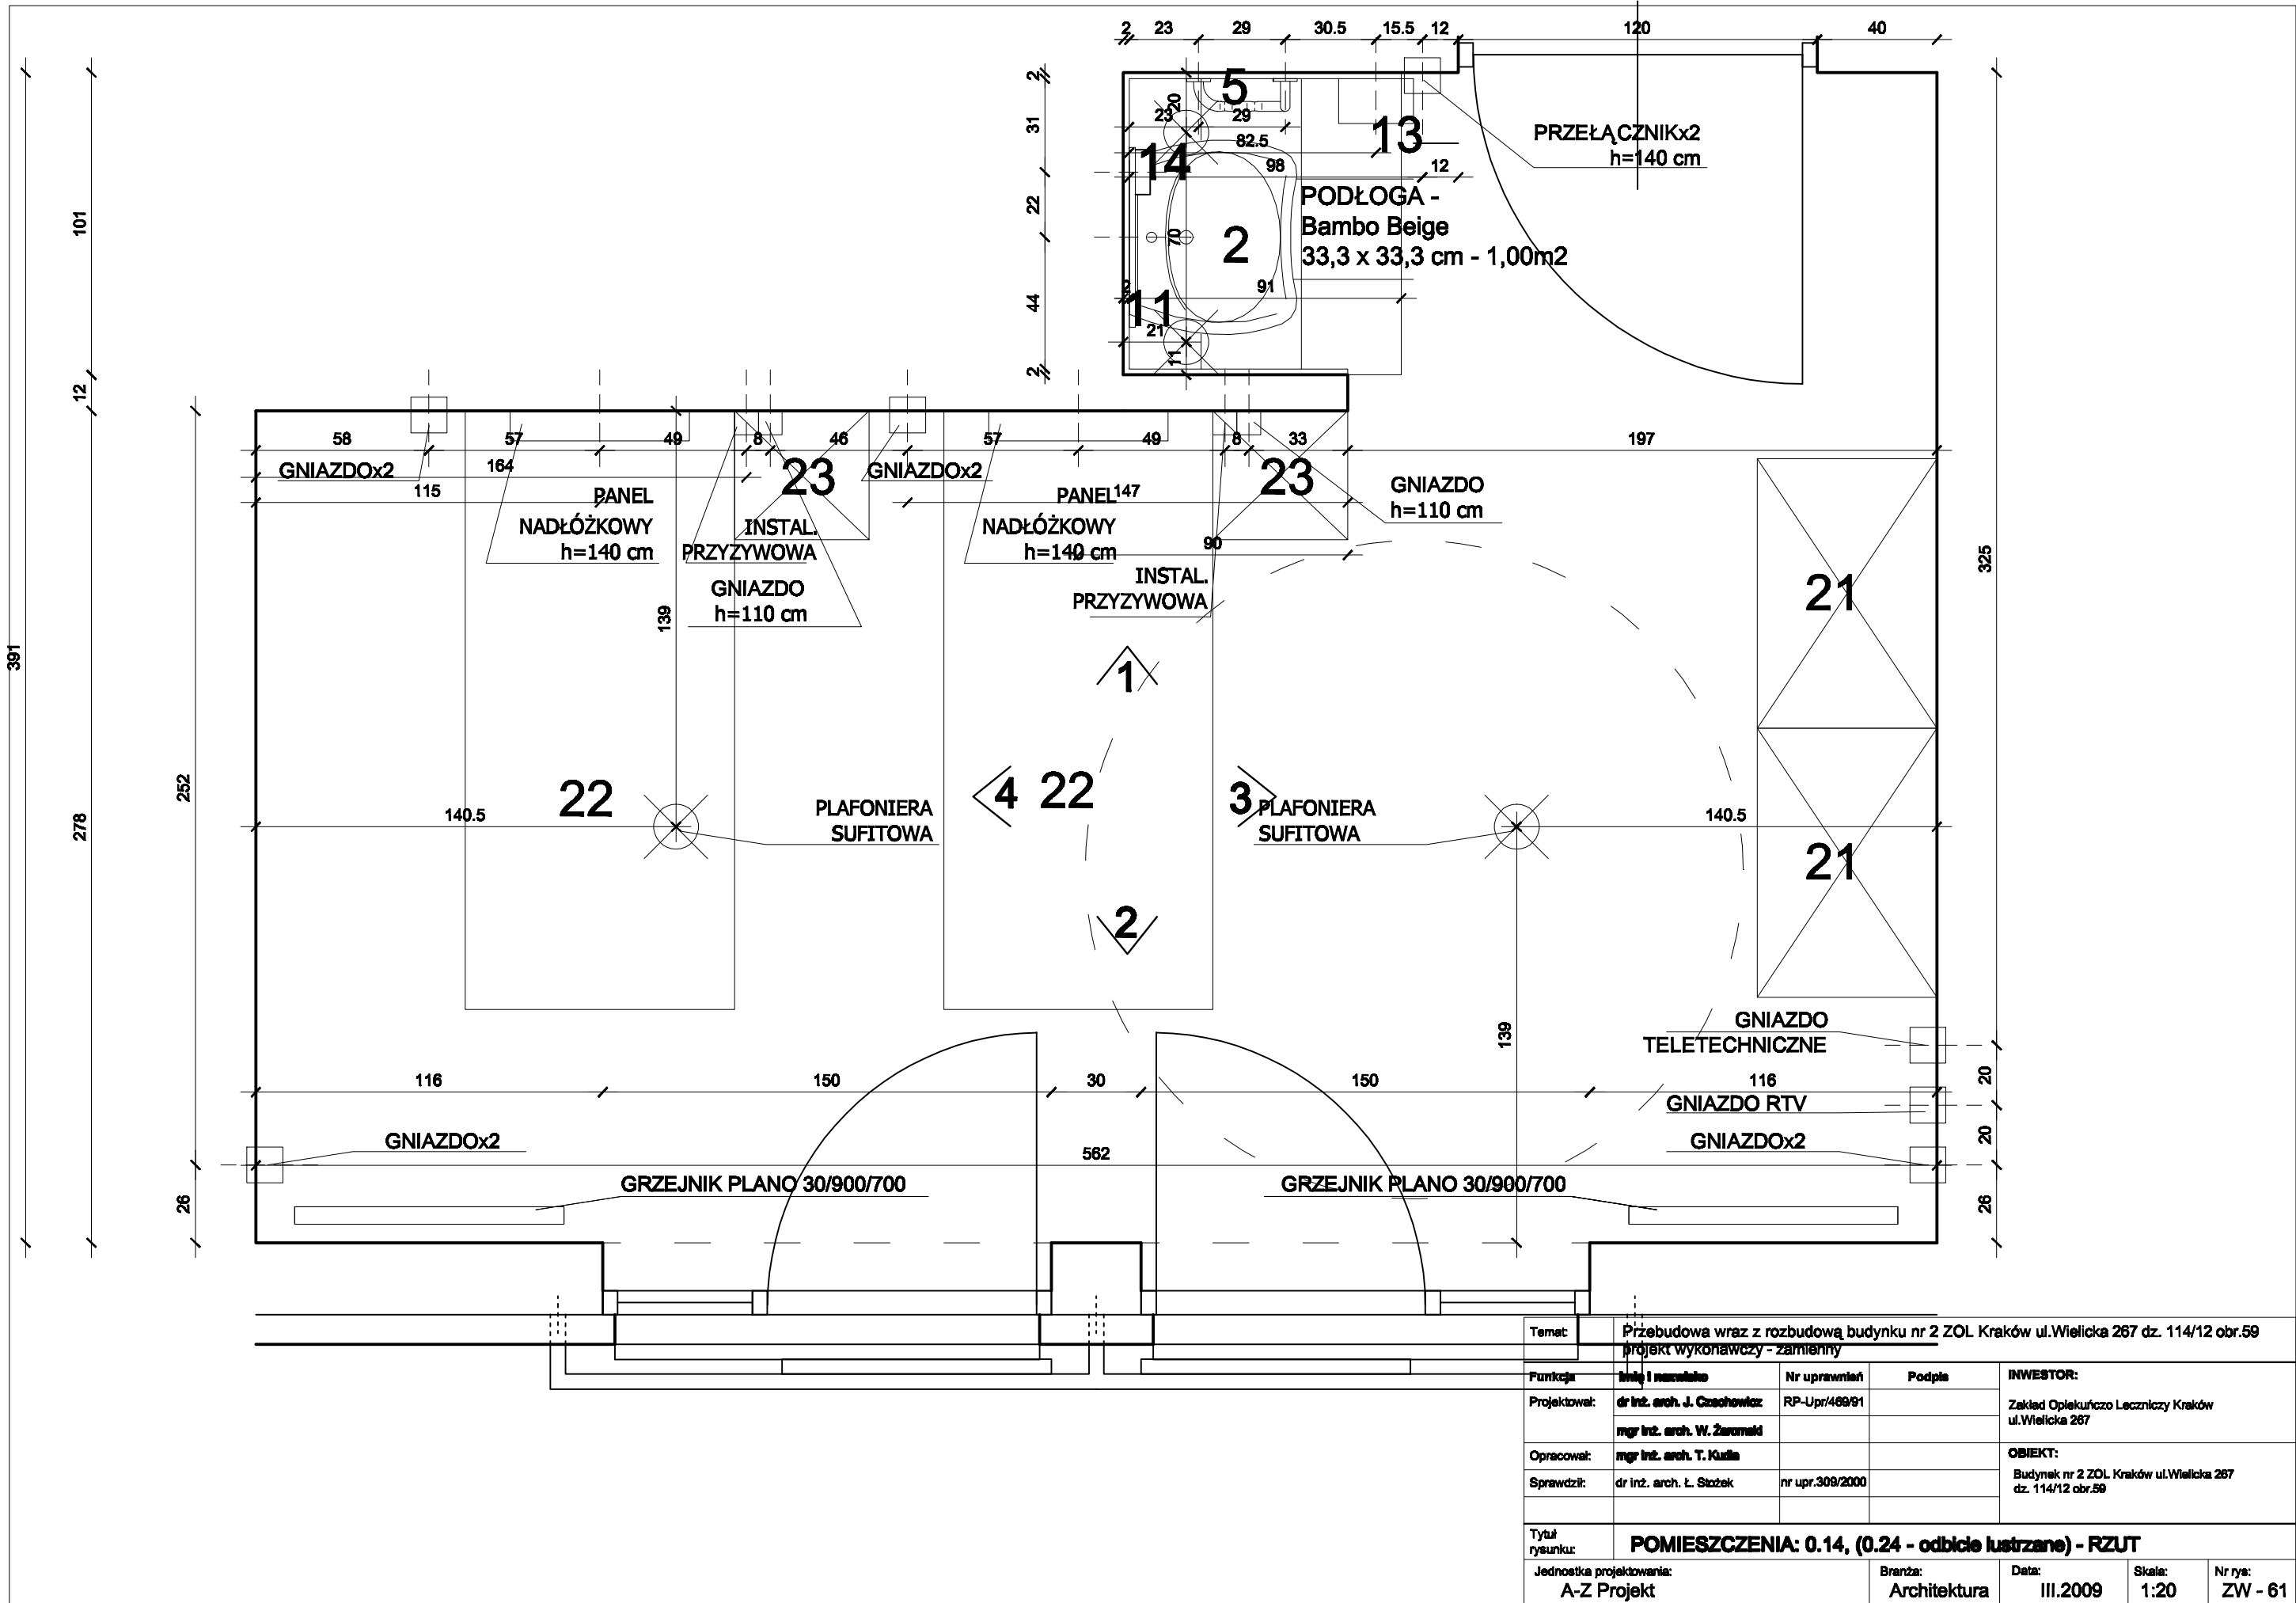 2 23 29 30.5 15.5 12 120 40
2
31
22
44
2
20
5
23 29
82.5
13
14
98 12
PRZEŁĄCZNIKx2
h=140 cm
PODŁOGA -
Bambo Beige
33,3 x 33,3 cm - 1,00m2
70
2
2
91
11
21
11
391
101
12
278
252
26
58 57 49 8 46 57 49 8 33 197
GNIAZDOx2
164
23
GNIAZDOx2
23
115
PANEL
NADŁÓŻKOWY
h=140 cm
147
PANEL
NADŁÓŻKOWY
h=140 cm
GNIAZDO
h=110 cm
INSTAL.
PRZYZYWOWA
90
GNIAZDO
h=110 cm
INSTAL.
PRZYZYWOWA
139
325
21
1
22
4
22
3
PLAFONIERA
SUFITOWA
PLAFONIERA
SUFITOWA
140.5
140.5
21
2
139
GNIAZDO
TELETECHNICZNE
116 150 30 150 116
20
GNIAZDO RTV
20
GNIAZDOx2
GNIAZDOx2
562
26
GRZEJNIK PLANO 30/900/700
GRZEJNIK PLANO 30/900/700
Temat: Przebudowa wraz z rozbudową budynku nr 2 ZOL Kraków ul.Wielicka 267 dz. 114/12 obr.59
projekt wykonawczy - zamienny
Funkcja Imię i nazwisko Nr uprawnień Podpis INWESTOR:
Projektował: dr inż. arch. J. Czechowicz RP-Upr/469/91
Zakład Opiekuńczo Leczniczy Kraków
ul.Wielicka 267
mgr inż. arch. W. Żaromski
Opracował: mgr inż. arch. T. Kudła
OBIEKT:
Budynek nr 2 ZOL Kraków ul.Wielicka 267
dz. 114/12 obr.59
Sprawdził: dr inż. arch. Ł. Stożek nr upr.309/2000
Tytuł
rysunku:
POMIESZCZENIA: 0.14, (0.24 - odbicie lustrzane) - RZUT
Jednostka projektowania: Branża: Data: Skala: Nr rys:
A-Z Projekt Architektura III.2009 1:20 ZW - 61